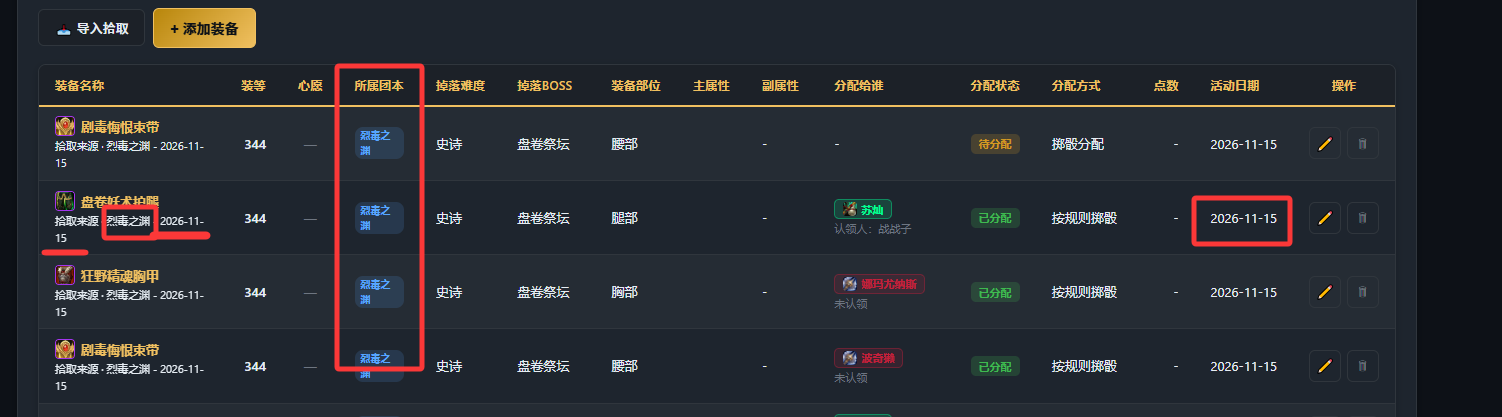 导入拾取
+ 添加装备
装备名称 装等 心愿 所属团本 掉落难度 掉落BOSS 装备部位 主属性 副属性 分配给谁 分配状态 分配方式 点数 活动日期 操作
剧毒悔恨束带
拾取来源 · 烈毒之渊 - 2026-11-
15
344 — 烈毒之
渊
史诗 盘卷祭坛 腰部 - - 待分配 掷骰分配 - 2026-11-15
盘卷妖术护腿
拾取来源 · 烈毒之渊 - 2026-11-
15
344 — 烈毒之
渊
史诗 盘卷祭坛 腿部 - 苏灿
认领人：战战子
已分配 按规则掷骰 - 2026-11-15
狂野精魂胸甲
拾取来源 · 烈毒之渊 - 2026-11-
15
344 — 烈毒之
渊
史诗 盘卷祭坛 胸部 - 娜玛尤纳斯
未认领
已分配 按规则掷骰 - 2026-11-15
剧毒悔恨束带
拾取来源 · 烈毒之渊 - 2026-11-
15
344 — 烈毒之
渊
史诗 盘卷祭坛 腰部 - 波奇獭
未认领
已分配 按规则掷骰 - 2026-11-15